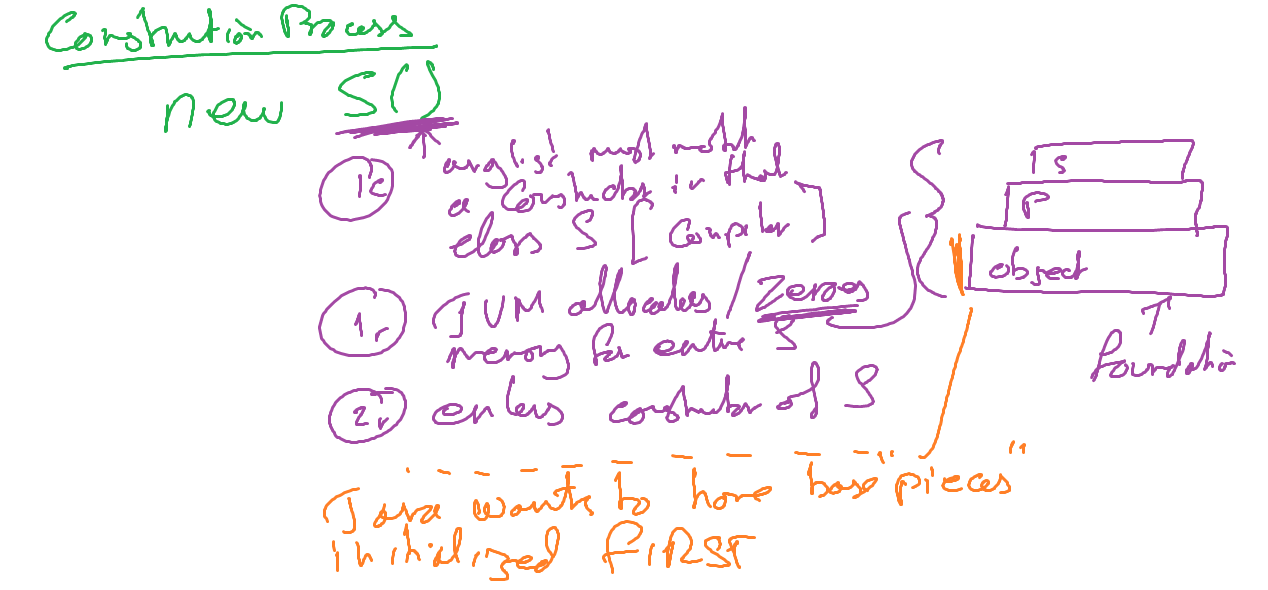 Construction Process
new S()
1c arglist must match
a Constructor in that
class S [Compiler]
1r JVM allocates / Zeroes
memory for entire S
2r enters constructor of S
Java wants to have base "pieces"
initialized FIRST
S
P
object
foundation